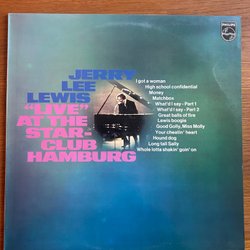 PHILIPS
JERRY
LEE
LEWIS
"LIVE"
AT THE
STAR-
CLUB
HAMBURG
I got a woman
High school confidential
Money
Matchbox
What'd I say - Part 1
What'd I say - Part 2
Great balls of fire
Lewis boogie
Good Golly, Miss Molly
Your cheatin' heart
Hound dog
Long tall Sally
Whole lotta shakin' goin' on